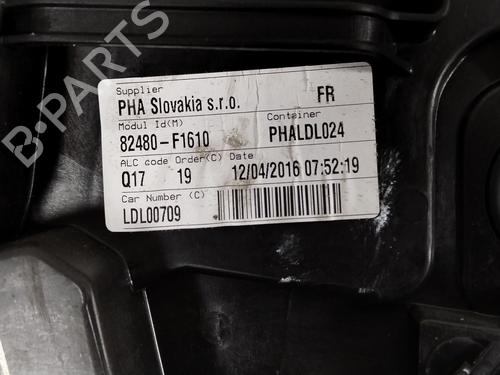 Supplier
PHA Slovakia s.r.o. FR
Modul Id(M) Container
82480-F1610 PHALDL024
ALC code Order(C) Date
Q17 19 12/04/2016 07:52:19
Car Number (C)
LDL00709
B